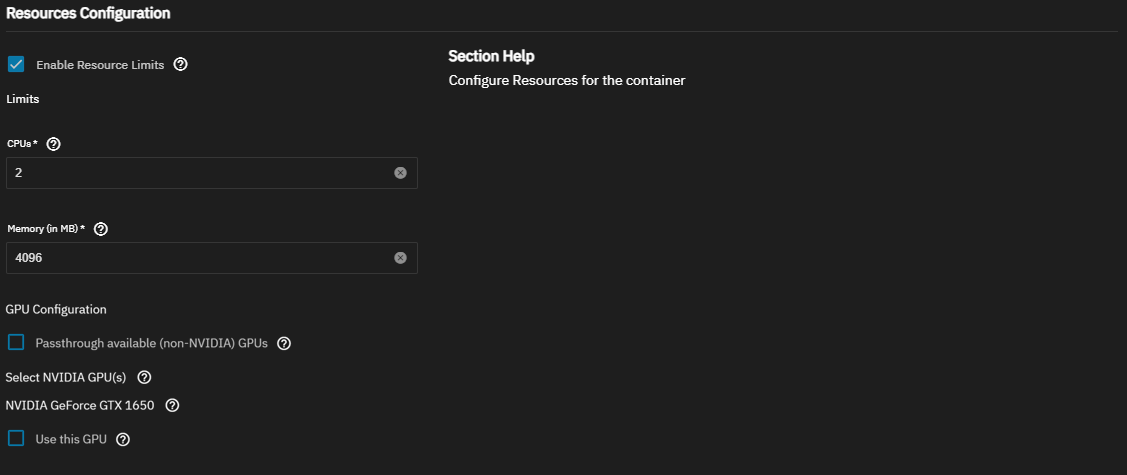 Resources Configuration
Enable Resource Limits
Section Help
Configure Resources for the container
Limits
CPUs *
2
Memory (in MB) *
4096
GPU Configuration
Passthrough available (non-NVIDIA) GPUs
Select NVIDIA GPU(s)
NVIDIA GeForce GTX 1650
Use this GPU